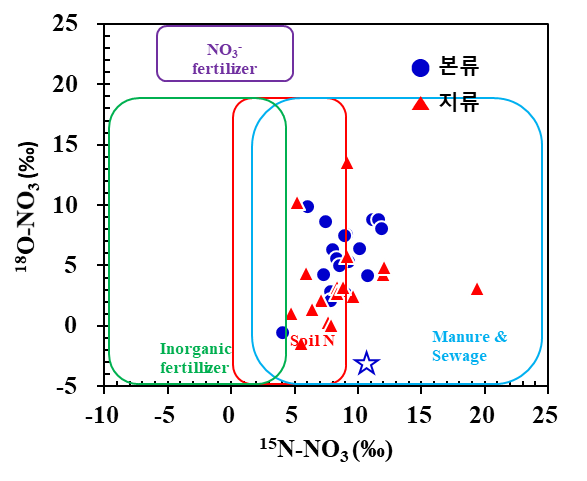 25
20
15
10
5
0
-5
-10
-5
0
5
10
15
20
25
¹⁸O-NO₃ (‰)
¹⁵N-NO₃ (‰)
NO₃⁻
fertilizer
본류
지류
Inorganic
fertillizer
Soil N
Manure &
Sewage